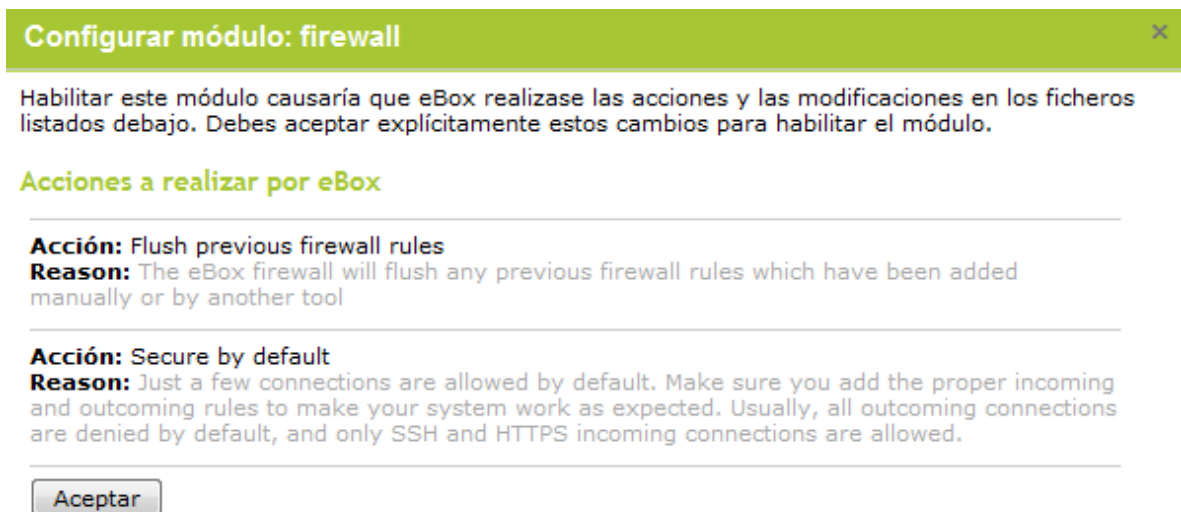 Configurar módulo: firewall
×
Habilitar este módulo causaría que eBox realizase las acciones y las modificaciones en los ficheros
listados debajo. Debes aceptar explícitamente estos cambios para habilitar el módulo.
Acciones a realizar por eBox
Acción: Flush previous firewall rules
Reason: The eBox firewall will flush any previous firewall rules which have been added
manually or by another tool
Acción: Secure by default
Reason: Just a few connections are allowed by default. Make sure you add the proper incoming
and outcoming rules to make your system work as expected. Usually, all outcoming connections
are denied by default, and only SSH and HTTPS incoming connections are allowed.
Aceptar